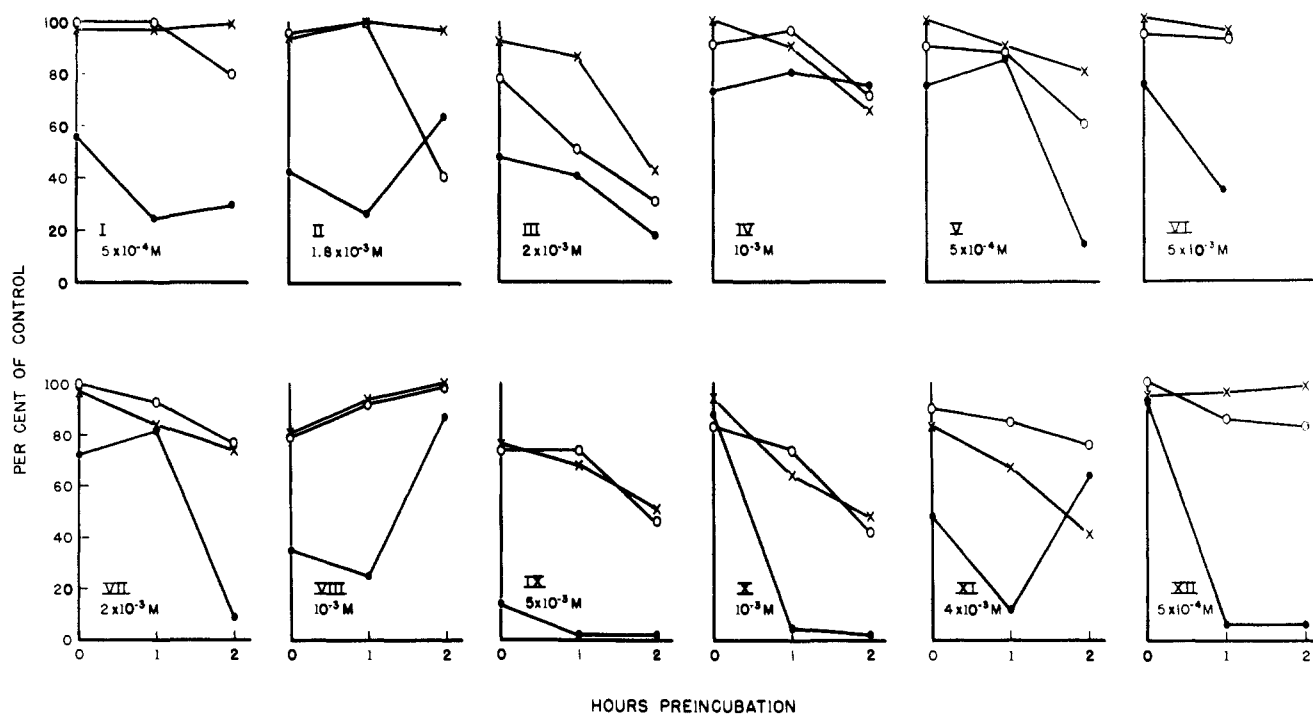 PER CENT OF CONTROL
100
80
60
40
20
0
I
5 x 10⁻⁴ M
II
1.8 x 10⁻³ M
III
2 x 10⁻³ M
IV
10⁻³ M
V
5 x 10⁻⁴ M
VI
5 x 10⁻³ M
100
80
60
40
20
0
VII
2 x 10⁻³ M
VIII
10⁻³ M
IX
5 x 10⁻³ M
X
10⁻³ M
XI
4 x 10⁻³ M
XII
5 x 10⁻⁴ M
0 1 2
0 1 2
0 1 2
0 1 2
0 1 2
0 1 2
HOURS PREINCUBATION